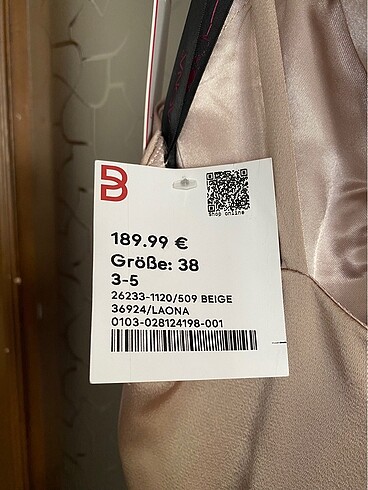 B
shop online
189.99 €
Größe: 38
3-5
26233-1120/509 BEIGE
36924/LAONA
0103-028124198-001